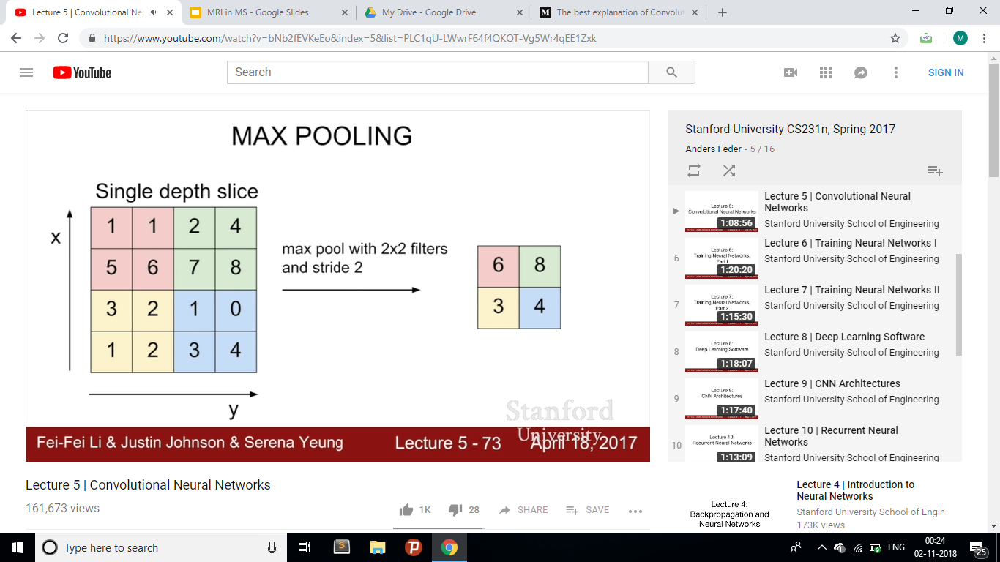 Lecture 5 | Convolutional Ne
MRI in MS - Google Slides
My Drive - Google Drive
The best explanation of Convolut
https://www.youtube.com/watch?v=bNb2fEVKeEo&index=5&list=PLC1qU-LWwrF64f4QKQT-Vg5Wr4qEE1Zxk
M
YouTube
Search
SIGN IN
MAX POOLING
Single depth slice
x
1 1 2 4
5 6 7 8
3 2 1 0
1 2 3 4
y
max pool with 2x2 filters
and stride 2
6 8
3 4
Stanford
University
Fei-Fei Li & Justin Johnson & Serena Yeung
Lecture 5 - 73
April 18, 2017
Lecture 5 | Convolutional Neural Networks
161,673 views
1K
28
SHARE
SAVE
Stanford University CS231n, Spring 2017
Anders Feder - 5 / 16
Lecture 5:
Convolutional Neural Networks
1:08:56
Lecture 5 | Convolutional Neural
Networks
Stanford University School of Engineering
6
Lecture 6:
Training Neural Networks,
Part I
1:20:20
Lecture 6 | Training Neural Networks I
Stanford University School of Engineering
7
Lecture 7:
Training Neural Networks,
Part 2
1:15:30
Lecture 7 | Training Neural Networks II
Stanford University School of Engineering
8
Lecture 8:
Deep Learning Software
1:18:07
Lecture 8 | Deep Learning Software
Stanford University School of Engineering
9
Lecture 9:
CNN Architectures
1:17:40
Lecture 9 | CNN Architectures
Stanford University School of Engineering
10
Lecture 10:
Recurrent Neural Networks
1:13:09
Lecture 10 | Recurrent Neural
Networks
Stanford University School of Engineering
Lecture 4:
Backpropagation and
Neural Networks
Lecture 4 | Introduction to
Neural Networks
Stanford University School of Engin
173K views
Type here to search
ENG
00:24
02-11-2018
25